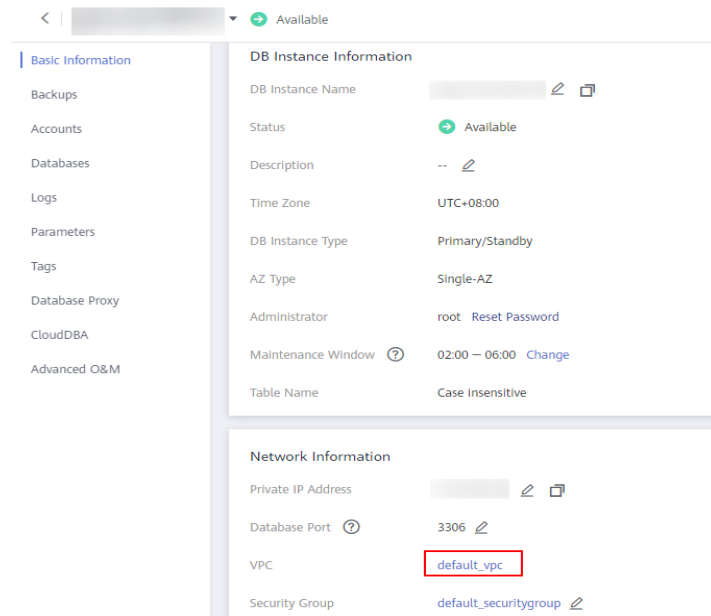 Available
Basic Information
Backups
Accounts
Databases
Logs
Parameters
Tags
Database Proxy
CloudDBA
Advanced O&M
DB Instance Information
DB Instance Name
Status Available
Description --
Time Zone UTC+08:00
DB Instance Type Primary/Standby
AZ Type Single-AZ
Administrator root Reset Password
Maintenance Window ? 02:00 — 06:00 Change
Table Name Case Insensitive
Network Information
Private IP Address
Database Port ? 3306
VPC default_vpc
Security Group default_securitygroup